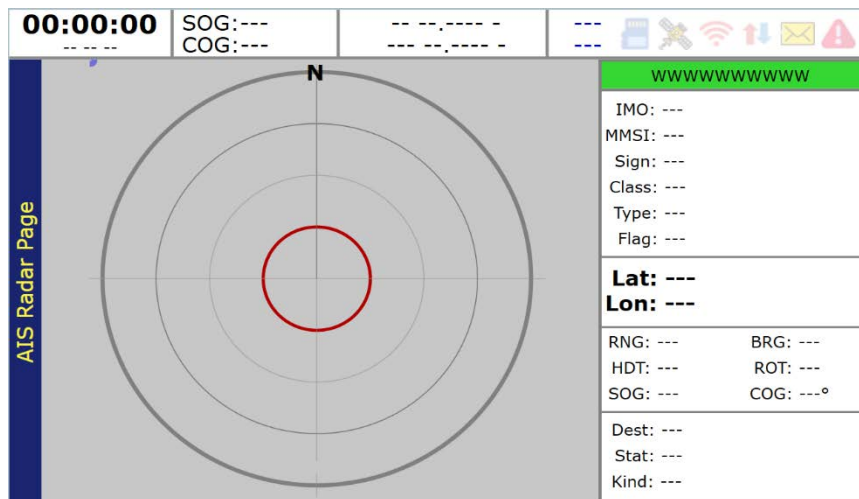 00:00:00
-- -- --
SOG:---
COG:---
-- --.---- -
--- --.---- -
---
---
AIS Radar Page
N
WWWWWWWWWW
IMO: ---
MMSI: ---
Sign: ---
Class: ---
Type: ---
Flag: ---
Lat: ---
Lon: ---
RNG: --- BRG: ---
HDT: --- ROT: ---
SOG: --- COG: ---°
Dest: ---
Stat: ---
Kind: ---